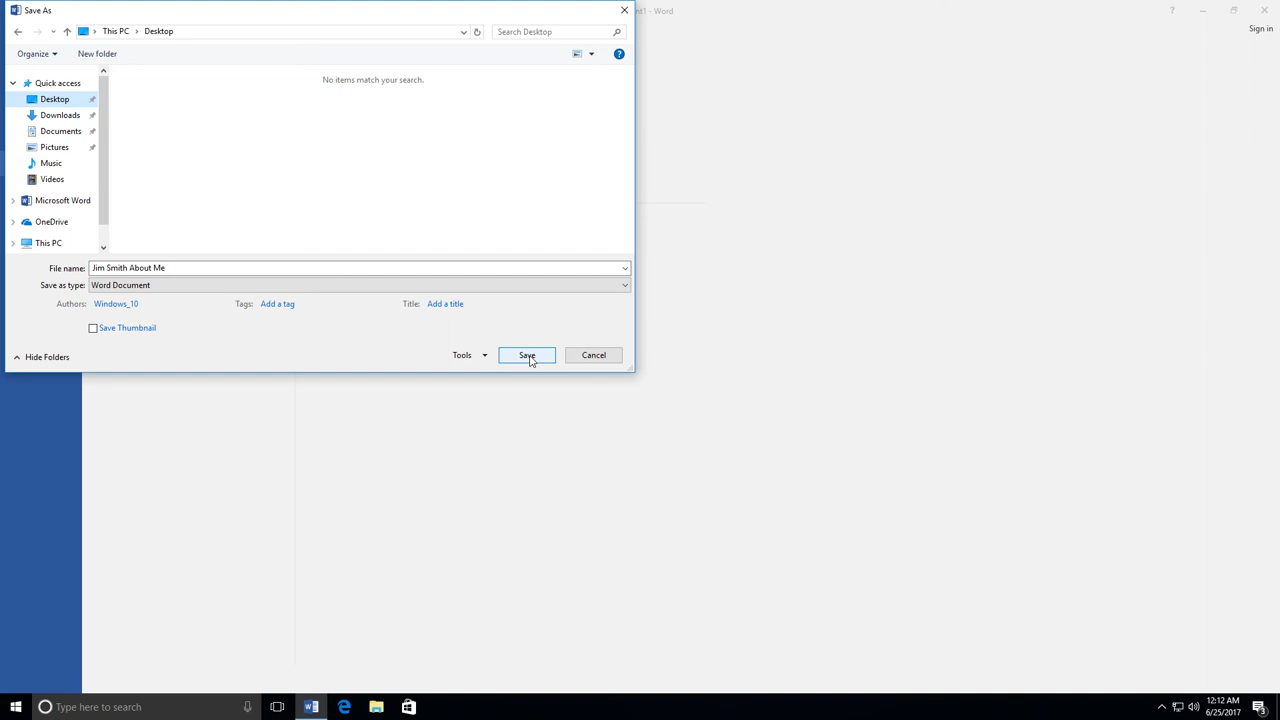 Save As
nt1 - Word
Sign in
This PC > Desktop
Search Desktop
Organize
New folder
No items match your search.
Quick access
Desktop
Downloads
Documents
Pictures
Music
Videos
Microsoft Word
OneDrive
This PC
File name: Jim Smith About Me
Save as type: Word Document
Authors: Windows_10
Tags: Add a tag
Title: Add a title
Save Thumbnail
Hide Folders
Tools
Save
Cancel
Type here to search
12:12 AM
6/25/2017
3